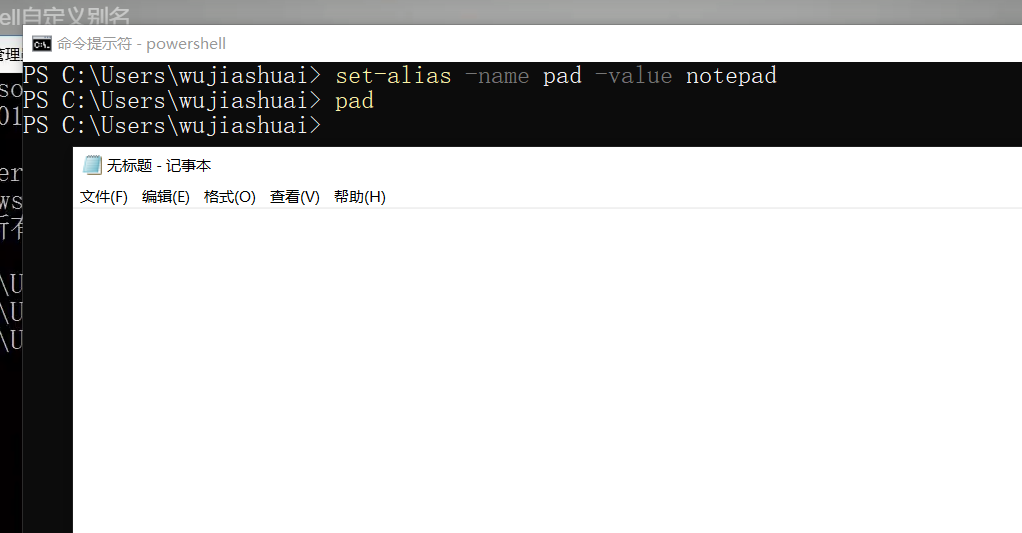 ell自定义别名
命令提示符 - powershell
PS C:\Users\wujiashuai> set-alias -name pad -value notepad
PS C:\Users\wujiashuai> pad
PS C:\Users\wujiashuai>
无标题 - 记事本
文件(F) 编辑(E) 格式(O) 查看(V) 帮助(H)
管理
so
01
er
ws
所有
\U
\U
\U